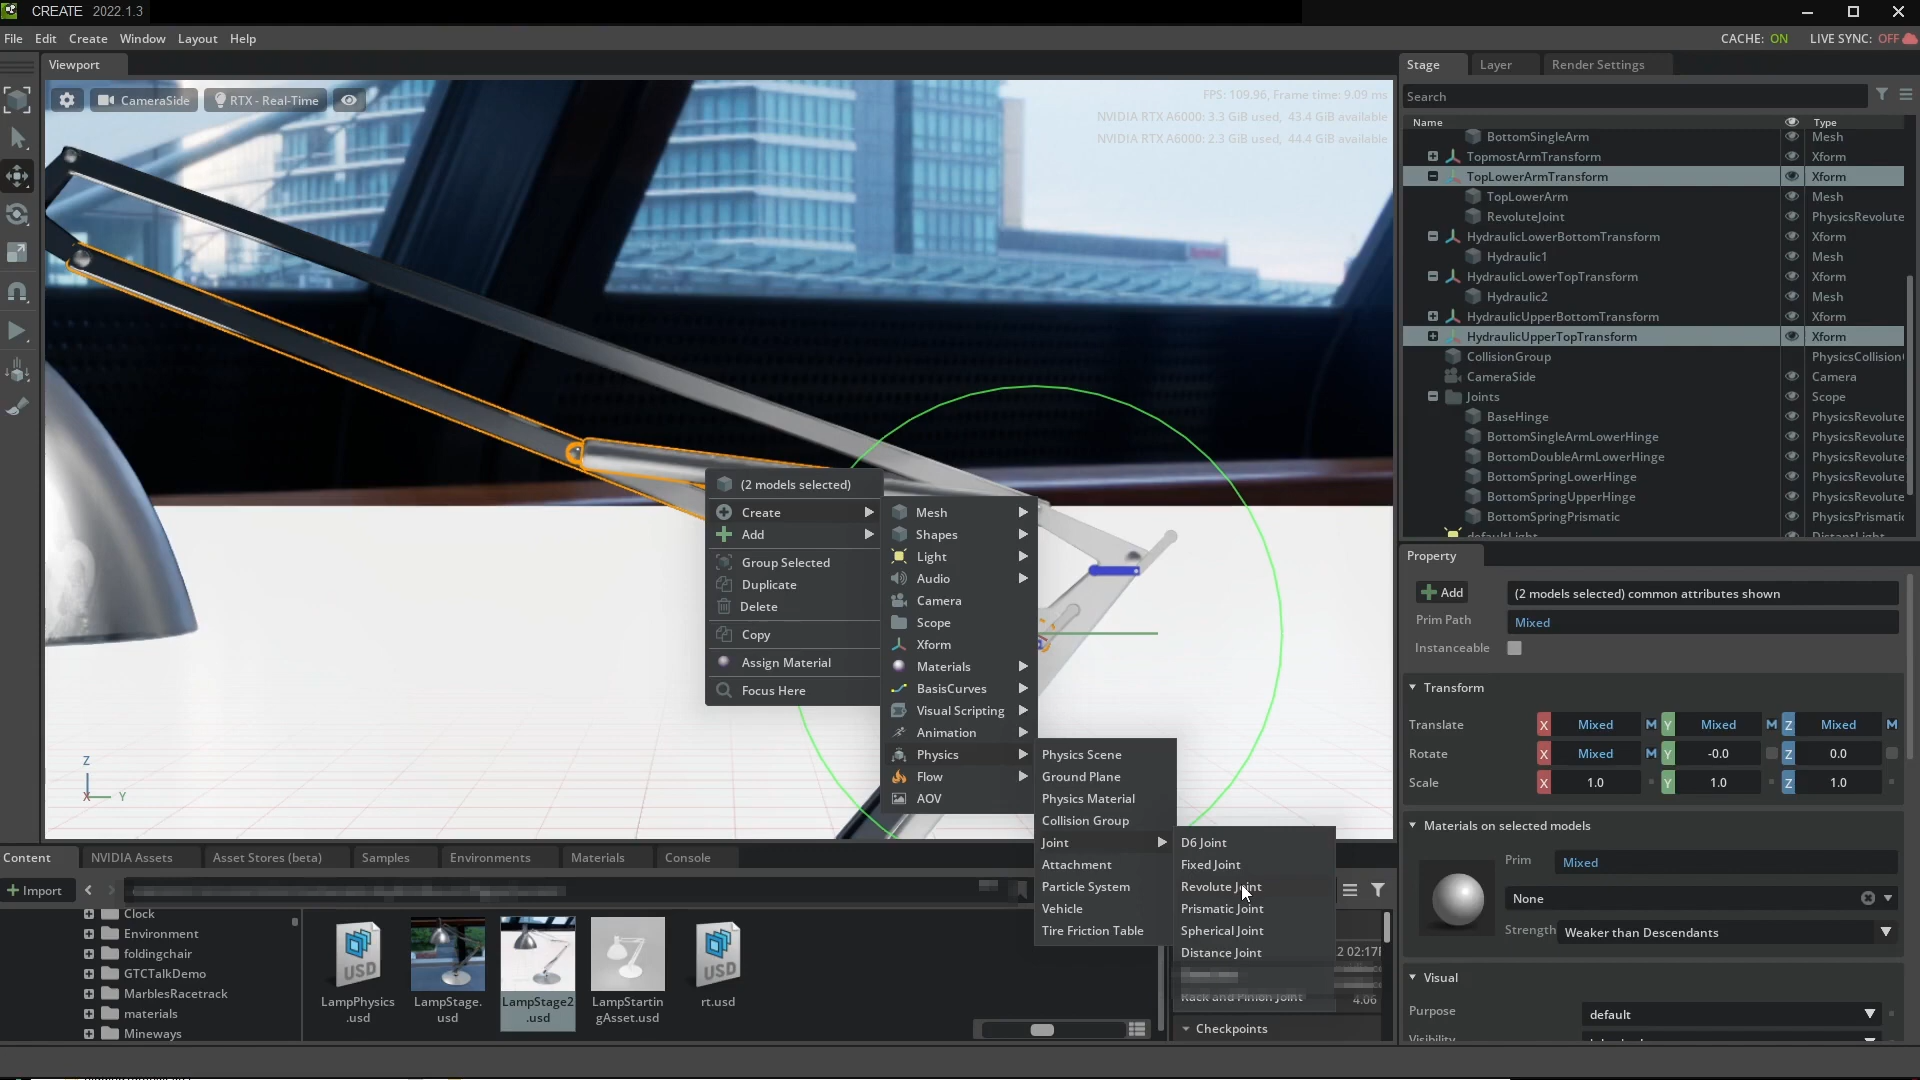 CREATE 2022.1.3
File Edit Create Window Layout Help
CACHE: ON LIVE SYNC: OFF
Viewport
CameraSide
RTX - Real-Time
FPS: 109.96, Frame time: 9.09 ms
NVIDIA RTX A6000: 3.3 GiB used, 43.4 GiB available
NVIDIA RTX A6000: 2.3 GiB used, 44.4 GiB available
(2 models selected)
Create
Add
Group Selected
Duplicate
Delete
Copy
Assign Material
Focus Here
Mesh
Shapes
Light
Audio
Camera
Scope
Xform
Materials
BasisCurves
Visual Scripting
Animation
Physics
Flow
AOV
Physics Scene
Ground Plane
Physics Material
Collision Group
Joint
Attachment
Particle System
Vehicle
Tire Friction Table
D6 Joint
Fixed Joint
Revolute Joint
Prismatic Joint
Spherical Joint
Distance Joint
Rack and Pinion Joint
Z
X
Y
Content NVIDIA Assets Asset Stores (beta) Samples Environments Materials Console
Import
Clock
Environment
foldingchair
GTCTalkDemo
MarblesRacetrack
materials
Mineways
LampPhysics
.usd
LampStage.
usd
LampStage2
.usd
LampStartin
gAsset.usd
rt.usd
2 02:17
4.06
Checkpoints
Stage Layer Render Settings
Search
Name Type
BottomSingleArm Mesh
TopmostArmTransform Xform
TopLowerArmTransform Xform
TopLowerArm Mesh
RevoluteJoint PhysicsRevolute
HydraulicLowerBottomTransform Xform
Hydraulic1 Mesh
HydraulicLowerTopTransform Xform
Hydraulic2 Mesh
HydraulicUpperBottomTransform Xform
HydraulicUpperTopTransform Xform
CollisionGroup PhysicsCollision
CameraSide Camera
Joints Scope
BaseHinge PhysicsRevolute
BottomSingleArmLowerHinge PhysicsRevolute
BottomDoubleArmLowerHinge PhysicsRevolute
BottomSpringLowerHinge PhysicsRevolute
BottomSpringUpperHinge PhysicsRevolute
BottomSpringPrismatic PhysicsPrismatic
defaultLight DistantLight
Property
Add (2 models selected) common attributes shown
Prim Path Mixed
Instanceable
Transform
Translate X Mixed M Y Mixed M Z Mixed M
Rotate X Mixed M Y -0.0 Z 0.0
Scale X 1.0 Y 1.0 Z 1.0
Materials on selected models
Prim Mixed
None
Strength Weaker than Descendants
Visual
Purpose default
Visibility